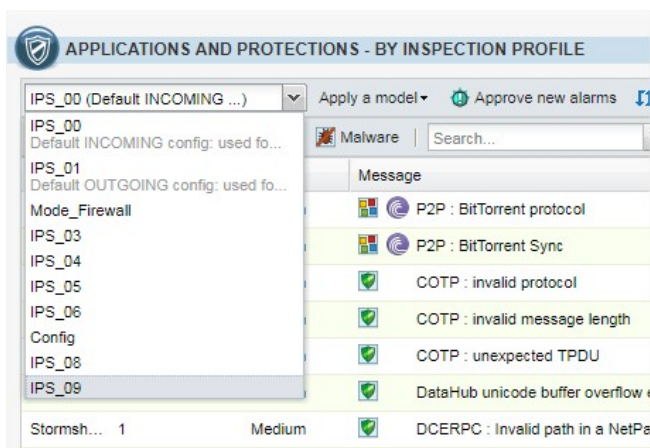 APPLICATIONS AND PROTECTIONS - BY INSPECTION PROFILE
IPS_00 (Default INCOMING ...) Apply a model Approve new alarms
IPS_00
Default INCOMING config: used fo...
IPS_01
Default OUTGOING config: used fo...
Mode_Firewall
IPS_03
IPS_04
IPS_05
IPS_06
Config
IPS_08
IPS_09
Malware Search...
Message
P2P : BitTorrent protocol
P2P : BitTorrent Sync
COTP : invalid protocol
COTP : invalid message length
COTP : unexpected TPDU
DataHub unicode buffer overflow e
Stormsh... 1 Medium DCERPC : Invalid path in a NetPa